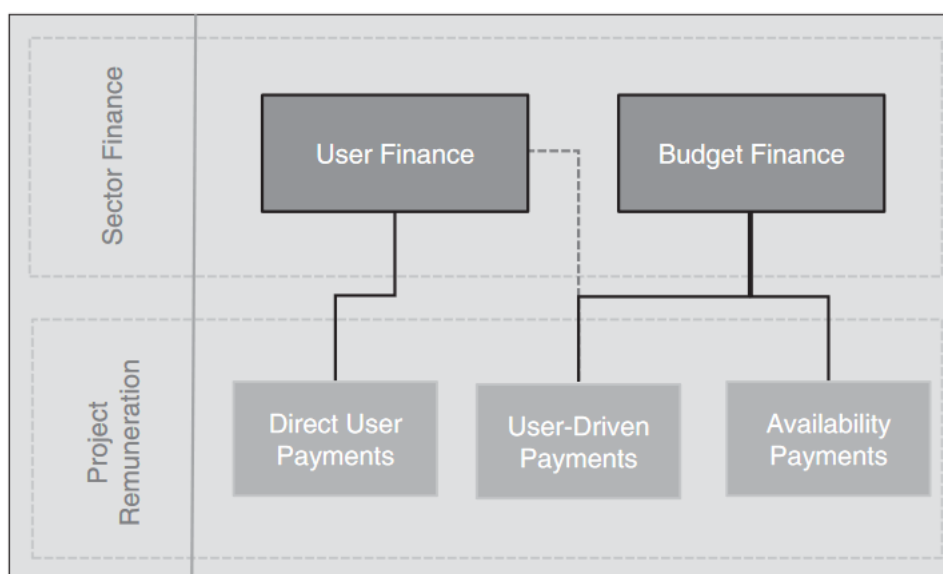 Sector Finance
User Finance
Budget Finance
Project
Remuneration
Direct User
Payments
User-Driven
Payments
Availability
Payments